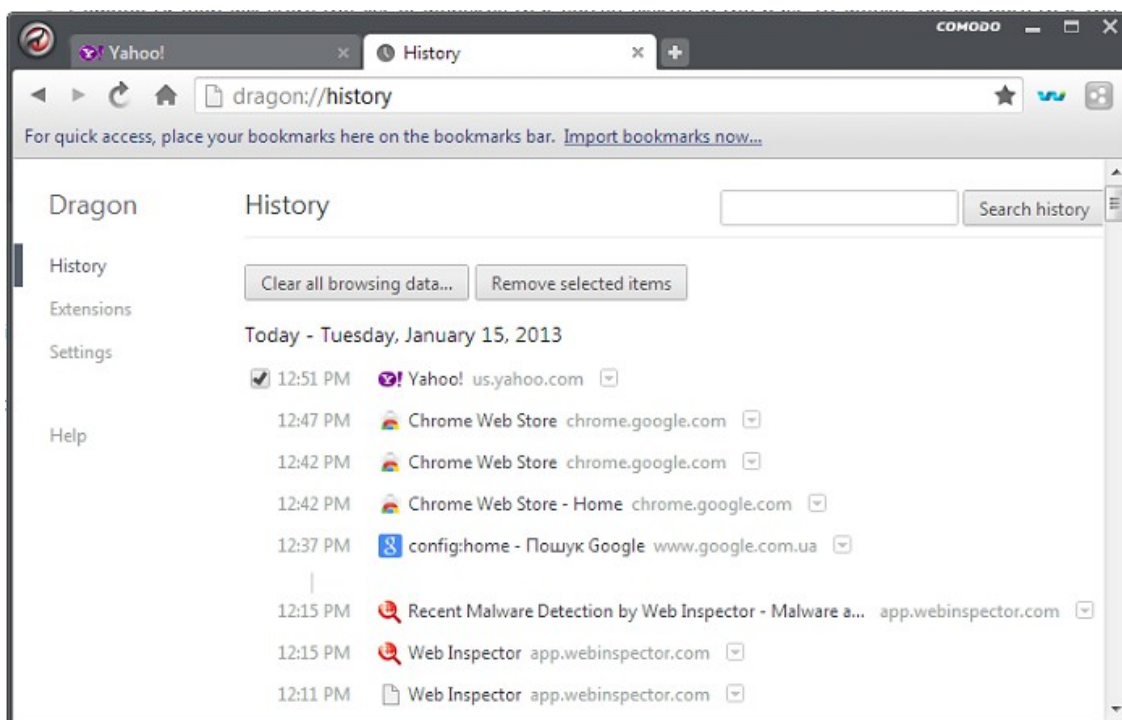 COMODO
Yahoo!
History
dragon://history
For quick access, place your bookmarks here on the bookmarks bar. Import bookmarks now...
Dragon
History
Search history
History
Extensions
Settings
Help
Clear all browsing data... Remove selected items
Today - Tuesday, January 15, 2013
12:51 PM Yahoo! us.yahoo.com
12:47 PM Chrome Web Store chrome.google.com
12:42 PM Chrome Web Store chrome.google.com
12:42 PM Chrome Web Store - Home chrome.google.com
12:37 PM config:home - Пошук Google www.google.com.ua
12:15 PM Recent Malware Detection by Web Inspector - Malware a... app.webinspector.com
12:15 PM Web Inspector app.webinspector.com
12:11 PM Web Inspector app.webinspector.com